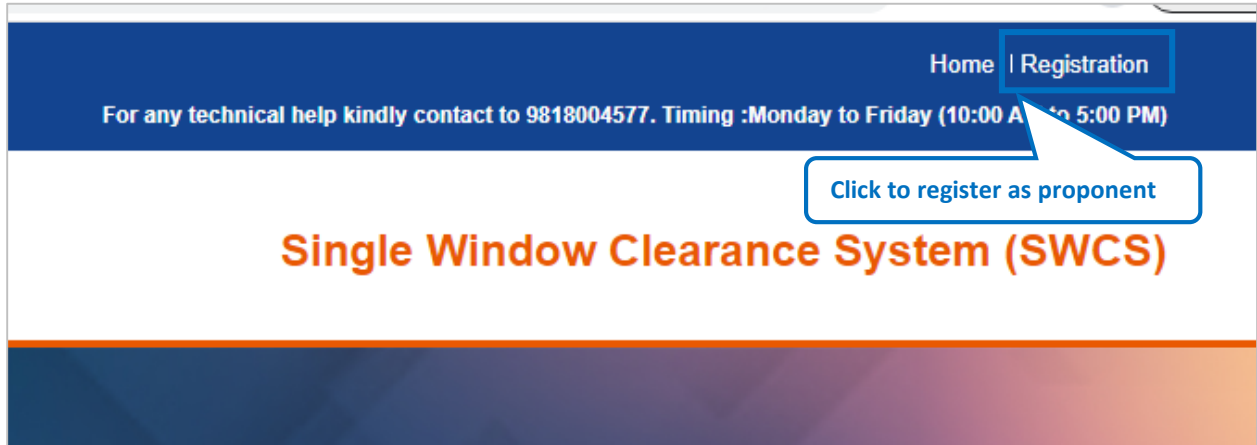 Home | Registration
For any technical help kindly contact to 9818004577. Timing :Monday to Friday (10:00 A to 5:00 PM)
Click to register as proponent
Single Window Clearance System (SWCS)